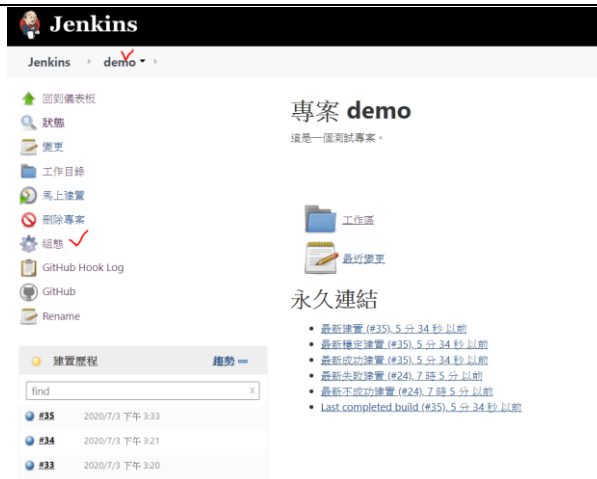 Jenkins
Jenkins demo
回到儀表板
狀態
變更
工作目錄
馬上建置
刪除專案
組態
GitHub Hook Log
GitHub
Rename
建置歷程 趨勢
find x
#35 2020/7/3 下午 3:33
#34 2020/7/3 下午 3:21
#33 2020/7/3 下午 3:20
專案 demo
這是一個測試專案。
工作區
最近變更
永久連結
最新建置 (#35), 5 分 34 秒 以前
最新穩定建置 (#35), 5 分 34 秒 以前
最新成功建置 (#35), 5 分 34 秒 以前
最新失敗建置 (#24), 7 時 5 分 以前
最新不成功建置 (#24), 7 時 5 分 以前
Last completed build (#35), 5 分 34 秒 以前